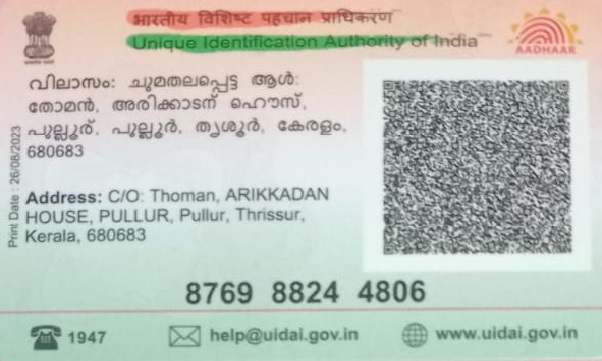 भारतीय विशिष्ट पहचान प्राधिकरण
Unique Identification Authority of India
AADHAAR
വിലാസം: ചുമതലപ്പെട്ട ആൾ:
തോമൻ, അരിക്കാടന് ഹൌസ്,
പുല്ലൂര്, പുല്ലൂർ, തൃശൂർ, കേരളം,
680683
Print Date : 26/08/2023
Address: C/O: Thoman, ARIKKADAN
HOUSE, PULLUR, Pullur, Thrissur,
Kerala, 680683
8769 8824 4806
1947
help@uidai.gov.in
www.uidai.gov.in